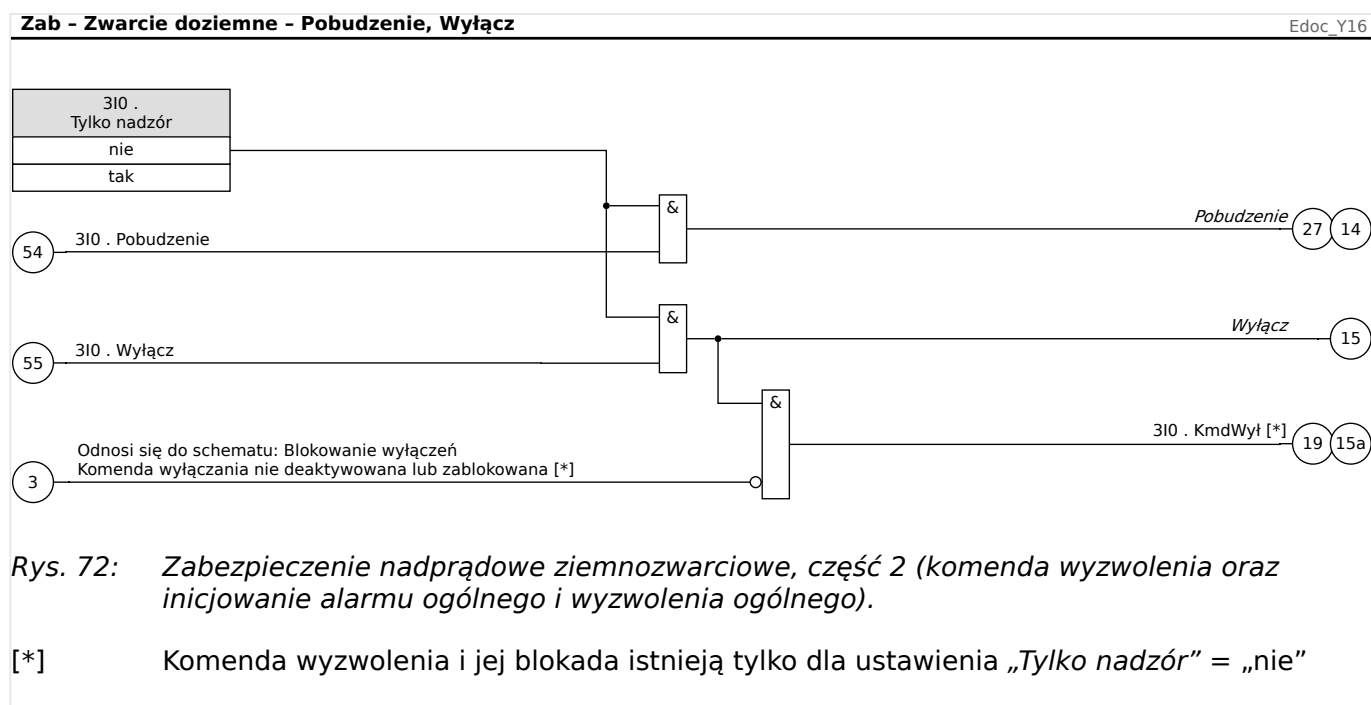 Zab – Zwarcie doziemne – Pobudzenie, Wyłącz
Edoc_Y16
3I0 .
Tylko nadzór
nie
tak
&
Pobudzenie
27
14
54
3I0 . Pobudzenie
&
Wyłącz
15
55
3I0 . Wyłącz
&
3I0 . KmdWył [*]
19
15a
3
Odnosi się do schematu: Blokowanie wyłączeń
Komenda wyłączania nie deaktywowana lub zablokowana [*]
Rys. 72: Zabezpieczenie nadprądowe ziemnozwarciowe, część 2 (komenda wyzwolenia oraz
inicjowanie alarmu ogólnego i wyzwolenia ogólnego).
[*] Komenda wyzwolenia i jej blokada istnieją tylko dla ustawienia „Tylko nadzór” = „nie”